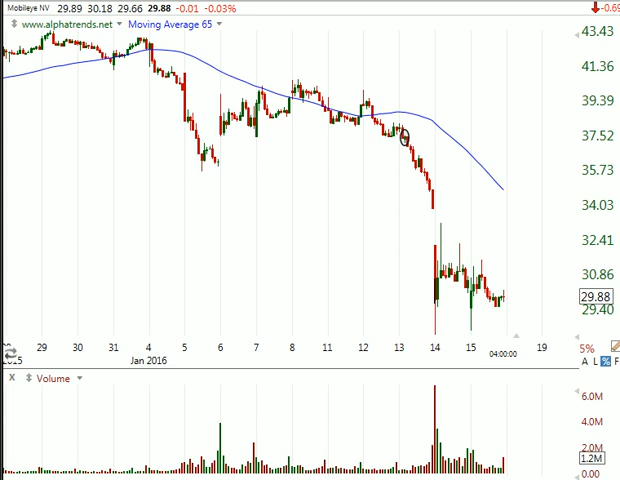 Mobileye NV 29.89 30.18 29.66 29.88 -0.01 -0.03% -0.69
www.alphatrends.net Moving Average 65
43.43
41.36
39.39
37.52
35.73
34.03
32.41
30.86
29.88
29.40
29 30 31 4 5 6 7 8 11 12 13 14 15 19
2015 Jan 2016 04:00:00
5%
A L % F
X Volume
6.0M
4.0M
2.0M
1.2M
0.00